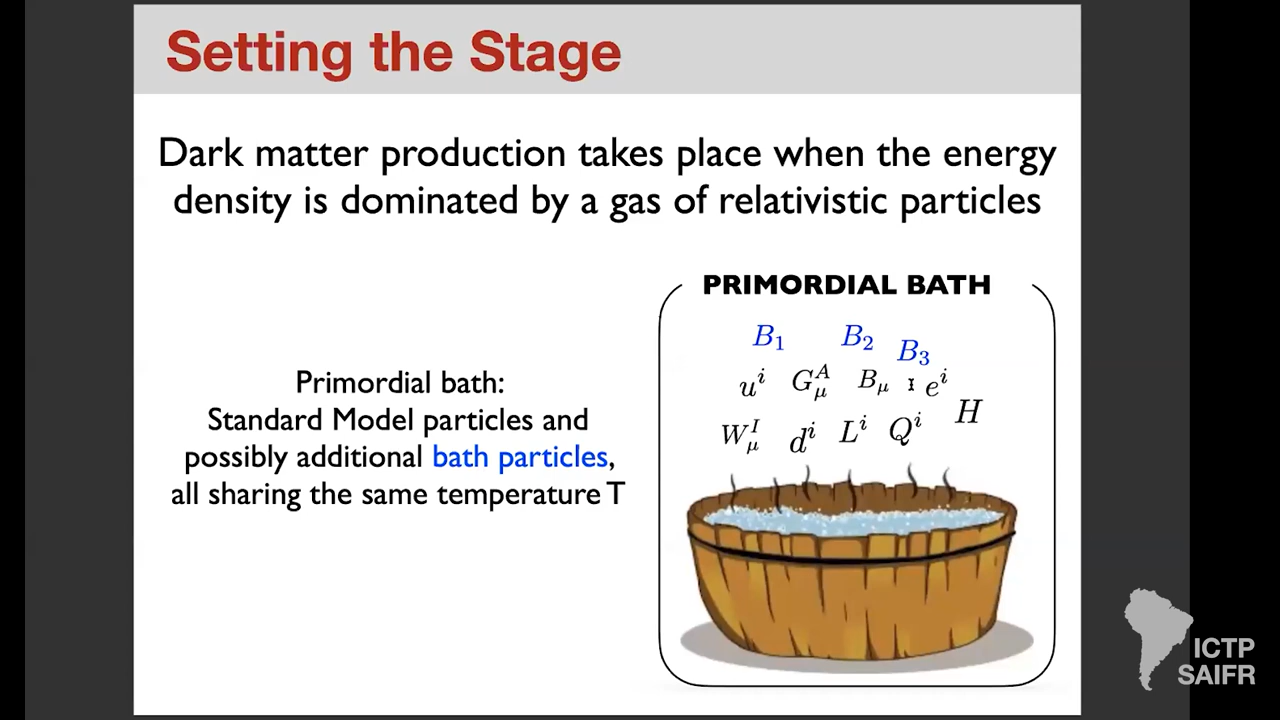 Setting the Stage
Dark matter production takes place when the energy
density is dominated by a gas of relativistic particles
PRIMORDIAL BATH
B₁ B₂ B₃
uⁱ G^A_μ B_μ eⁱ
H
W^I_μ dⁱ Lⁱ Qⁱ
Primordial bath:
Standard Model particles and
possibly additional bath particles,
all sharing the same temperature T
ICTP
SAIFR